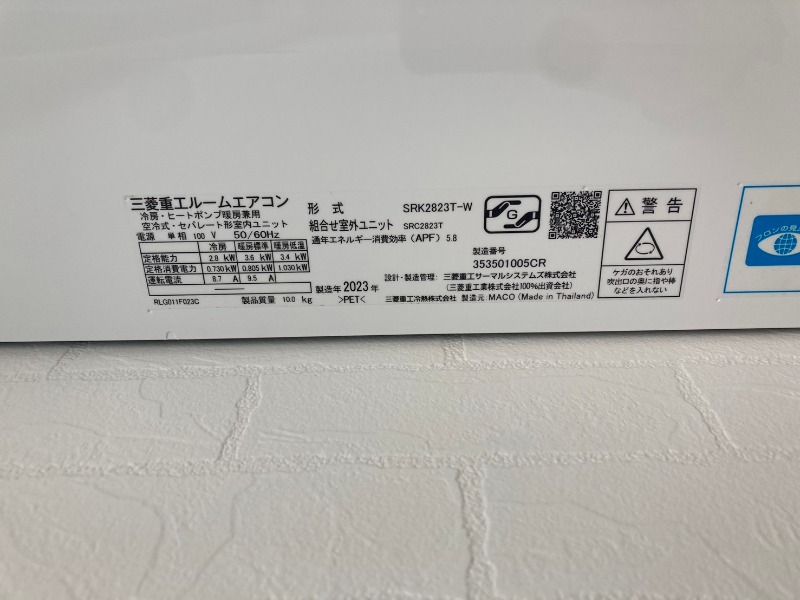 三菱重工ルームエアコン
冷房・ヒートポンプ暖房兼用
空冷式・セパレート形室内ユニット
電源 単相 100 V 50/60Hz
冷房 暖房標準 暖房低温
定格能力 2.8 kW 3.6 kW 3.4 kW
定格消費電力 0.730 kW 0.805 kW 1.030 kW
運転電流 8.7 A 9.5 A
RLG011F023C 製品質量 10.0 kg
形式 SRK2823T-W
組合せ室外ユニット SRC2823T
通年エネルギー消費効率（APF）5.8
G
製造番号
353501005CR
設計・製造管理: 三菱重工サーマルシステムズ株式会社
(三菱重工業株式会社100%出資会社)
製造年 2023 年
>PET< 三菱重工冷熱株式会社 製造元: MACO (Made in Thailand)
警告
ケガのおそれあり
吹出口の奥に指や棒
などを入れない
フロンの見